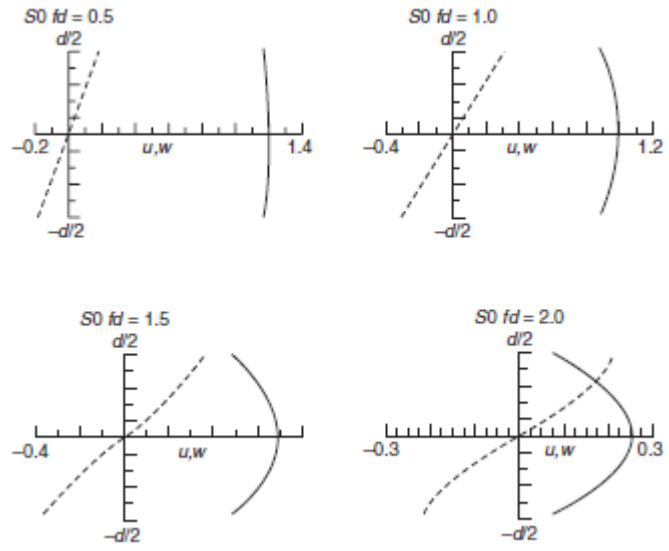 S0 fd = 0.5
d/2
−0.2
u,w
1.4
−d/2
S0 fd = 1.0
d/2
−0.4
u,w
1.2
−d/2
S0 fd = 1.5
d/2
−0.4
u,w
−d/2
S0 fd = 2.0
d/2
−0.3
u,w
0.3
−d/2